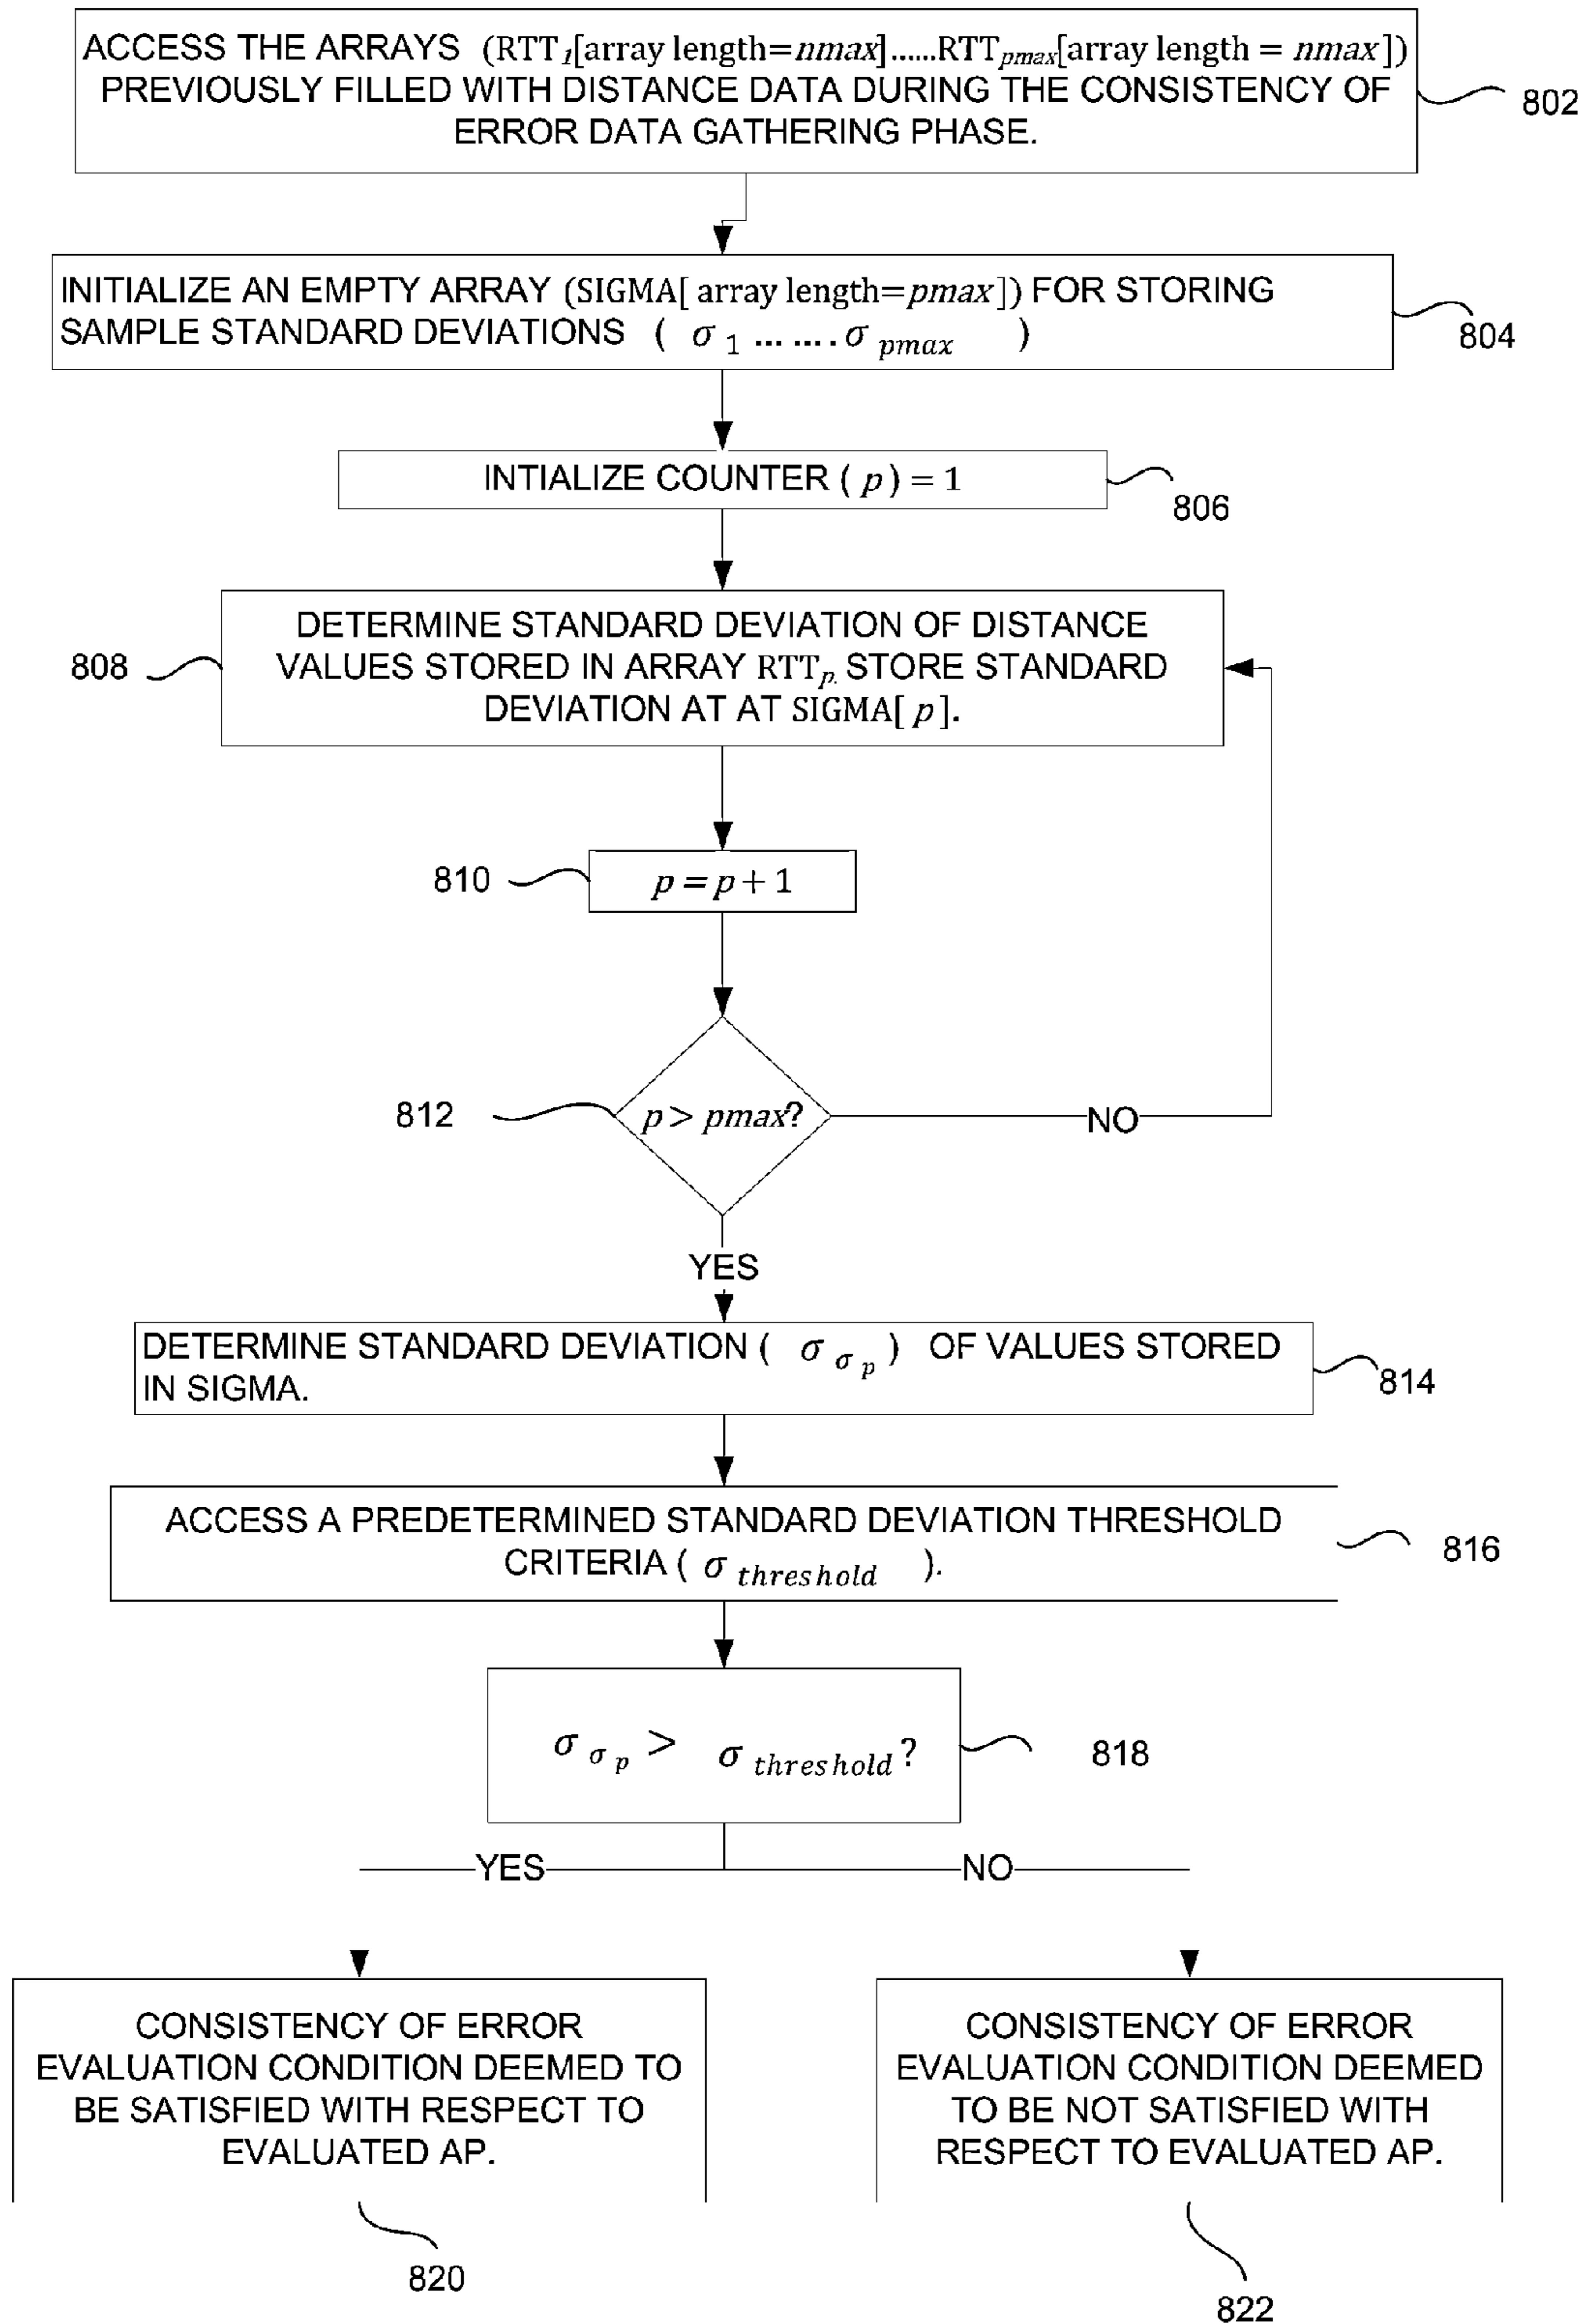 ACCESS THE ARRAYS (RTT1[array length=nmax]......RTTpmax[array length = nmax])
PREVIOUSLY FILLED WITH DISTANCE DATA DURING THE CONSISTENCY OF
ERROR DATA GATHERING PHASE.
802
INITIALIZE AN EMPTY ARRAY (SIGMA[ array length=pmax]) FOR STORING
SAMPLE STANDARD DEVIATIONS ( σ 1 ... ... . σ pmax )
804
INTIALIZE COUNTER ( p ) = 1
806
DETERMINE STANDARD DEVIATION OF DISTANCE
VALUES STORED IN ARRAY RTTp. STORE STANDARD
DEVIATION AT AT SIGMA[ p ].
808
810
p = p + 1
812
p > pmax?
NO
YES
DETERMINE STANDARD DEVIATION ( σ σ p ) OF VALUES STORED
IN SIGMA.
814
ACCESS A PREDETERMINED STANDARD DEVIATION THRESHOLD
CRITERIA ( σ threshold ).
816
σ σ p > σ threshold ?
818
YES
NO
CONSISTENCY OF ERROR
EVALUATION CONDITION DEEMED TO
BE SATISFIED WITH RESPECT TO
EVALUATED AP.
820
CONSISTENCY OF ERROR
EVALUATION CONDITION DEEMED
TO BE NOT SATISFIED WITH
RESPECT TO EVALUATED AP.
822